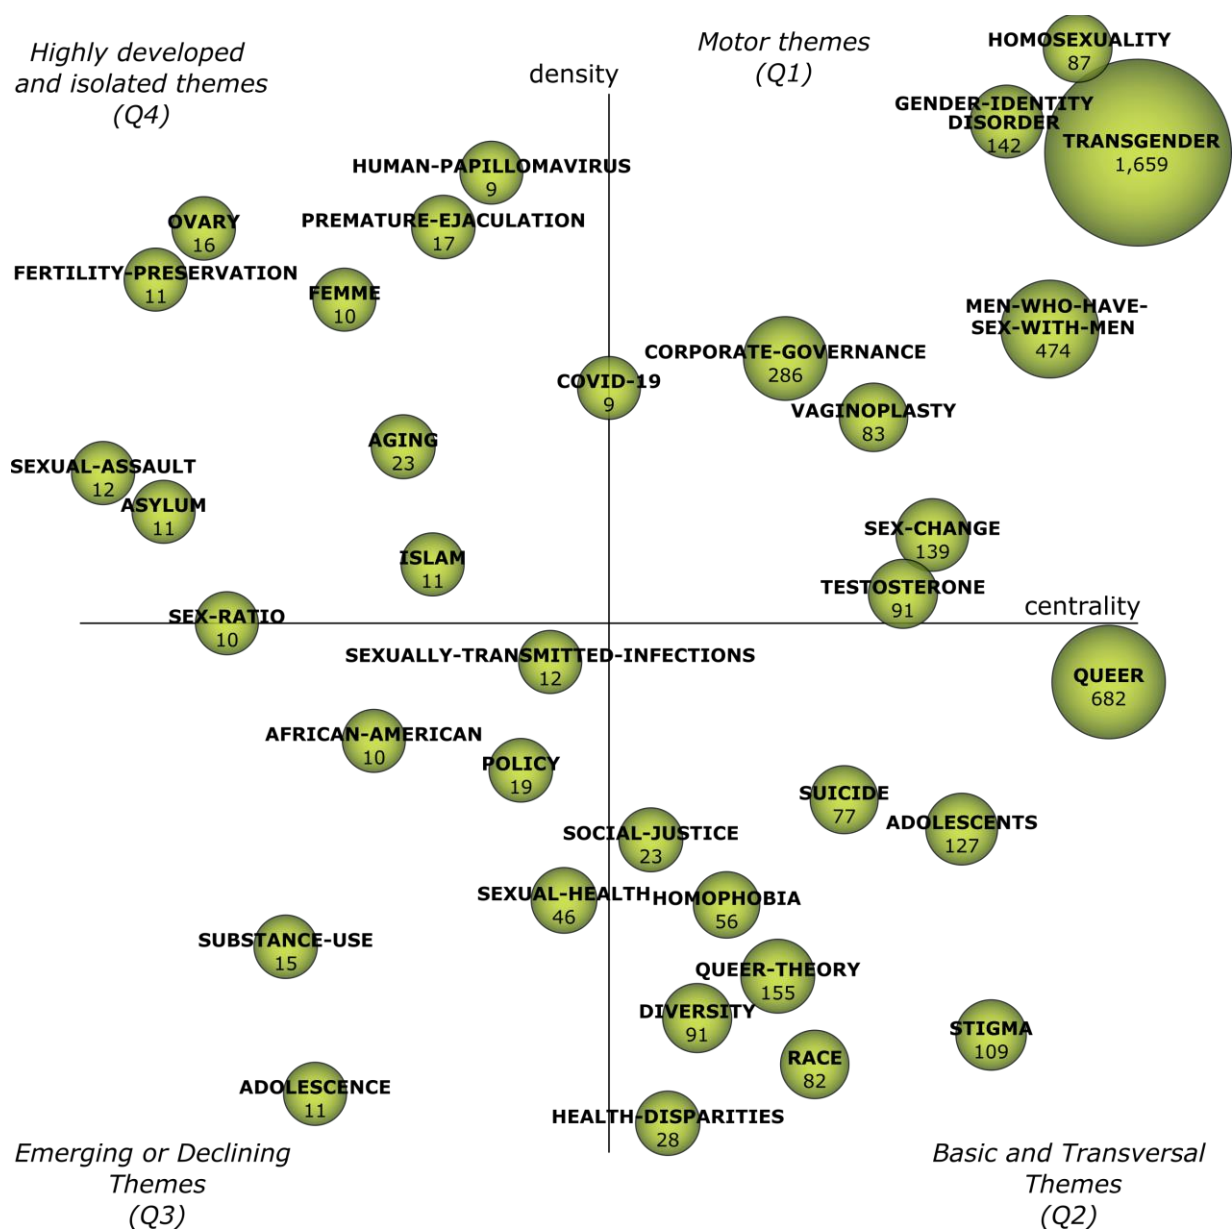 Highly developed
and isolated themes
(Q4)
density
Motor themes
(Q1)
HOMOSEXUALITY
87
GENDER-IDENTITY
DISORDER
142
TRANSGENDER
1,659
HUMAN-PAPILLOMAVIRUS
9
PREMATURE-EJACULATION
17
OVARY
16
FERTILITY-PRESERVATION
11
FEMME
10
MEN-WHO-HAVE-
SEX-WITH-MEN
474
CORPORATE-GOVERNANCE
286
COVID-19
9
VAGINOPLASTY
83
AGING
23
SEXUAL-ASSAULT
12
ASYLUM
11
SEX-CHANGE
139
ISLAM
11
TESTOSTERONE
91
centrality
SEX-RATIO
10
SEXUALLY-TRANSMITTED-INFECTIONS
12
QUEER
682
AFRICAN-AMERICAN
10
POLICY
19
SUICIDE
77
ADOLESCENTS
127
SOCIAL-JUSTICE
23
SEXUAL-HEALTH
46
HOMOPHOBIA
56
SUBSTANCE-USE
15
QUEER-THEORY
155
DIVERSITY
91
STIGMA
109
RACE
82
ADOLESCENCE
11
HEALTH-DISPARITIES
28
Emerging or Declining
Themes
(Q3)
Basic and Transversal
Themes
(Q2)